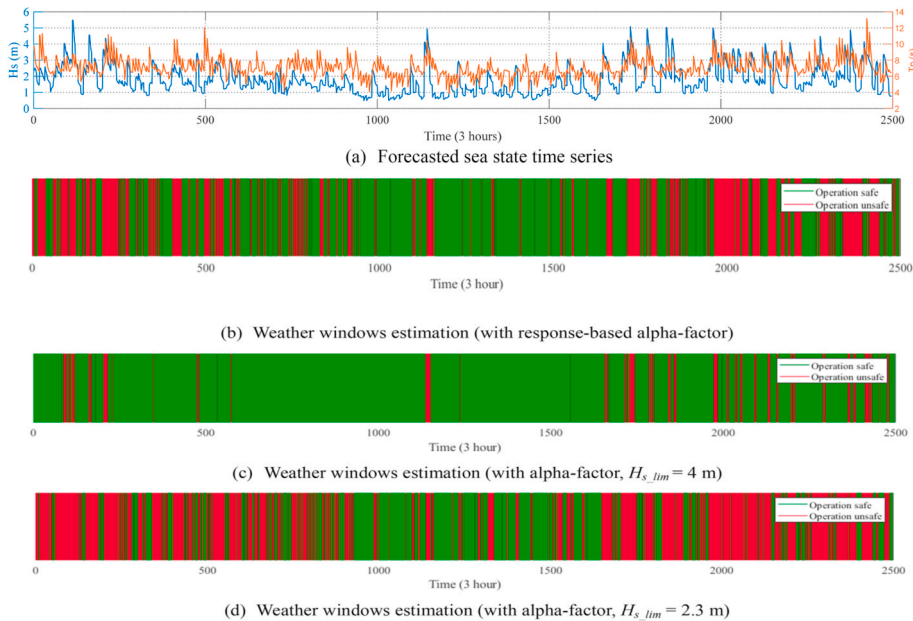 6 14
5 12
4 10
3 8
2 6
1 4
0 2
Hs (m)
Tp (s)
0 500 1000 1500 2000 2500
Time (3 hours)
(a) Forecasted sea state time series
Operation safe
Operation unsafe
0 500 1000 1500 2000 2500
Time (3 hour)
(b) Weather windows estimation (with response-based alpha-factor)
Operation safe
Operation unsafe
0 500 1000 1500 2000 2500
Time (3 hour)
(c) Weather windows estimation (with alpha-factor, H_{s_lim} = 4 m)
Operation safe
Operation unsafe
0 500 1000 1500 2000 2500
Time (3 hour)
(d) Weather windows estimation (with alpha-factor, H_{s_lim} = 2.3 m)